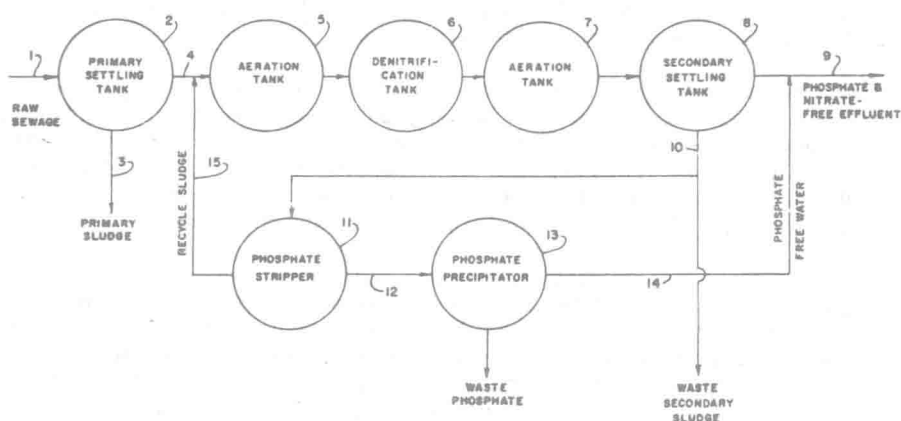 1
2
PRIMARY
SETTLING
TANK
4
5
AERATION
TANK
6
DENITRIFI-
CATION
TANK
7
AERATION
TANK
8
SECONDARY
SETTLING
TANK
9
RAW
SEWAGE
PHOSPHATE &
NITRATE-
FREE EFFLUENT
3
15
10
PRIMARY
SLUDGE
RECYCLE SLUDGE
11
PHOSPHATE
STRIPPER
12
13
PHOSPHATE
PRECIPITATOR
14
PHOSPHATE
FREE WATER
WASTE
PHOSPHATE
WASTE
SECONDARY
SLUDGE